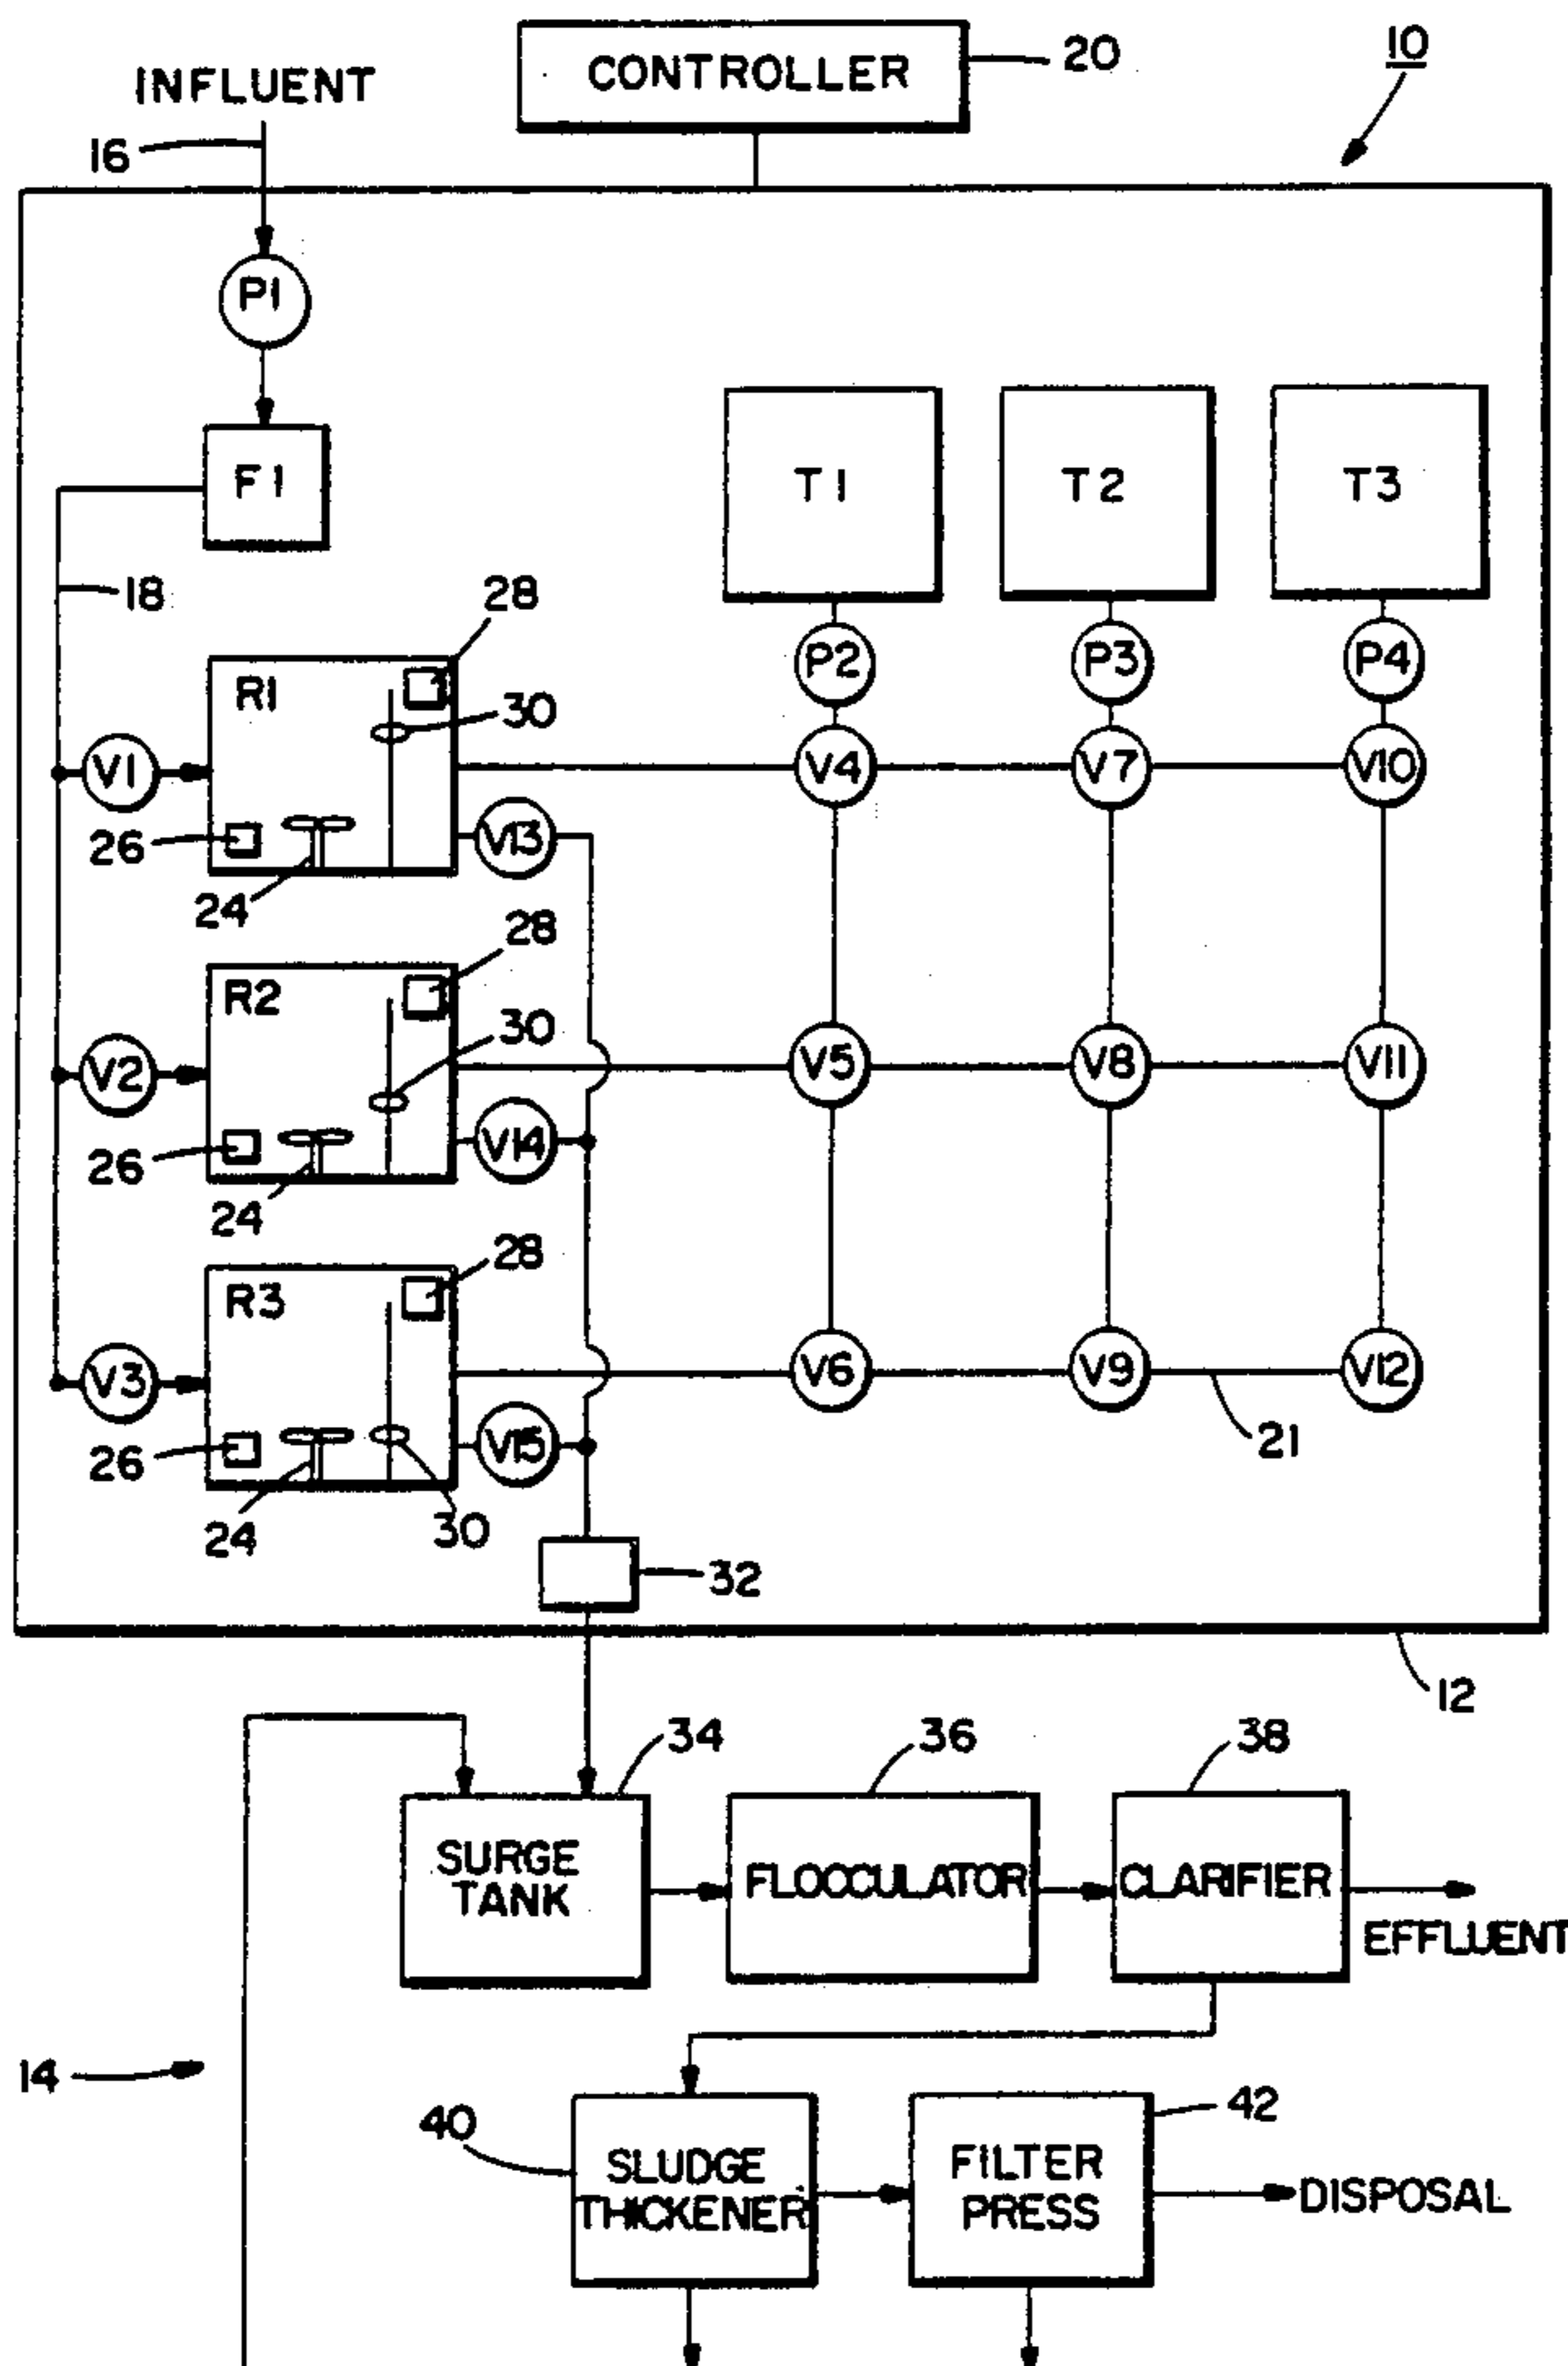 CONTROLLER
20
10
INFLUENT
16
P1
F1
T1
T2
T3
18
28
P2
P3
P4
R1
30
V1
V4
V7
V10
26
V13
24
28
R2
30
V2
V5
V8
V11
26
V14
24
28
R3
V3
V6
V9
V12
21
26
V15
24
30
32
12
34
36
38
SURGE
TANK
FLOCCULATOR
CLARIFIER
EFFLUENT
14
40
42
SLUDGE
THICKENER
FILTER
PRESS
DISPOSAL